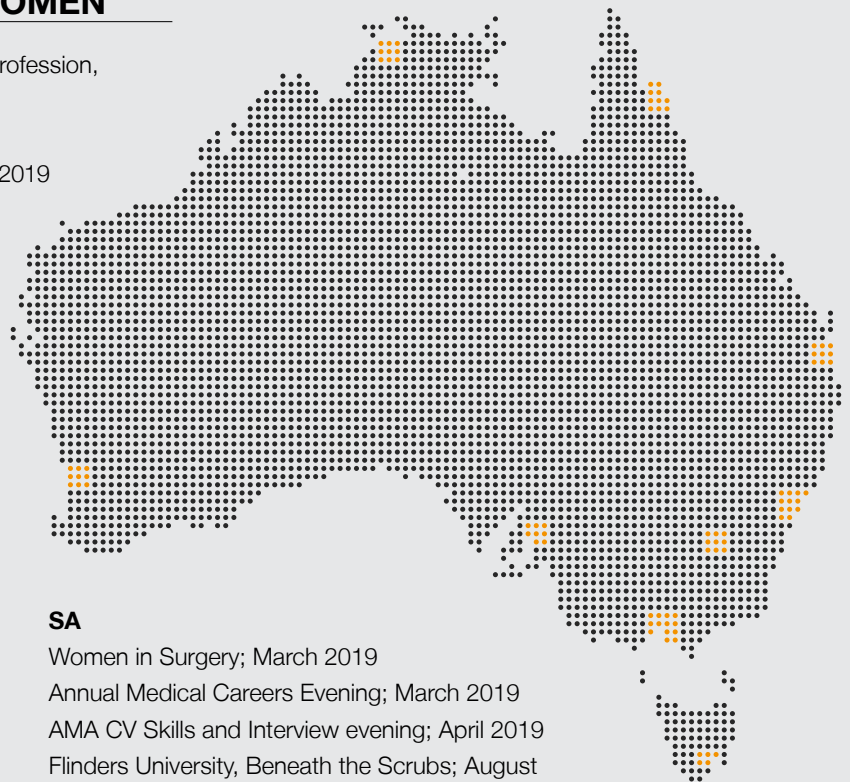 OMEN
rofession,
2019
SA
Women in Surgery; March 2019
Annual Medical Careers Evening; March 2019
AMA CV Skills and Interview evening; April 2019
Flinders University, Beneath the Scrubs; August